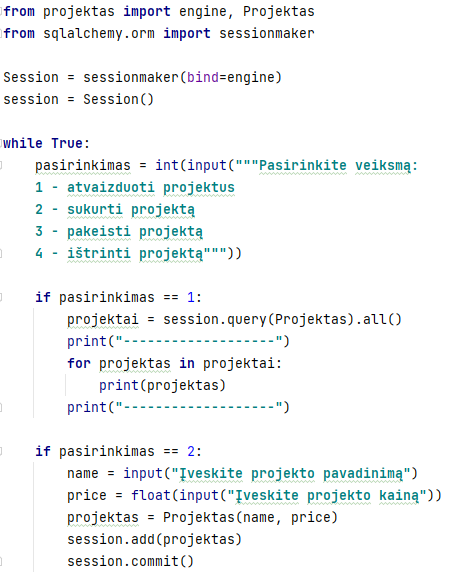 from projektas import engine, Projektas
from sqlalchemy.orm import sessionmaker
Session = sessionmaker(bind=engine)
session = Session()
while True:
    pasirinkimas = int(input("""Pasirinkite veiksmą:
    1 - atvaizduoti projektus
    2 - sukurti projektą
    3 - pakeisti projektą
    4 - ištrinti projektą"""))
    if pasirinkimas == 1:
        projektai = session.query(Projektas).all()
        print("-------------------")
        for projektas in projektai:
            print(projektas)
        print("-------------------")
    if pasirinkimas == 2:
        name = input("Įveskite projekto pavadinimą")
        price = float(input("Įveskite projekto kainą"))
        projektas = Projektas(name, price)
        session.add(projektas)
        session.commit()